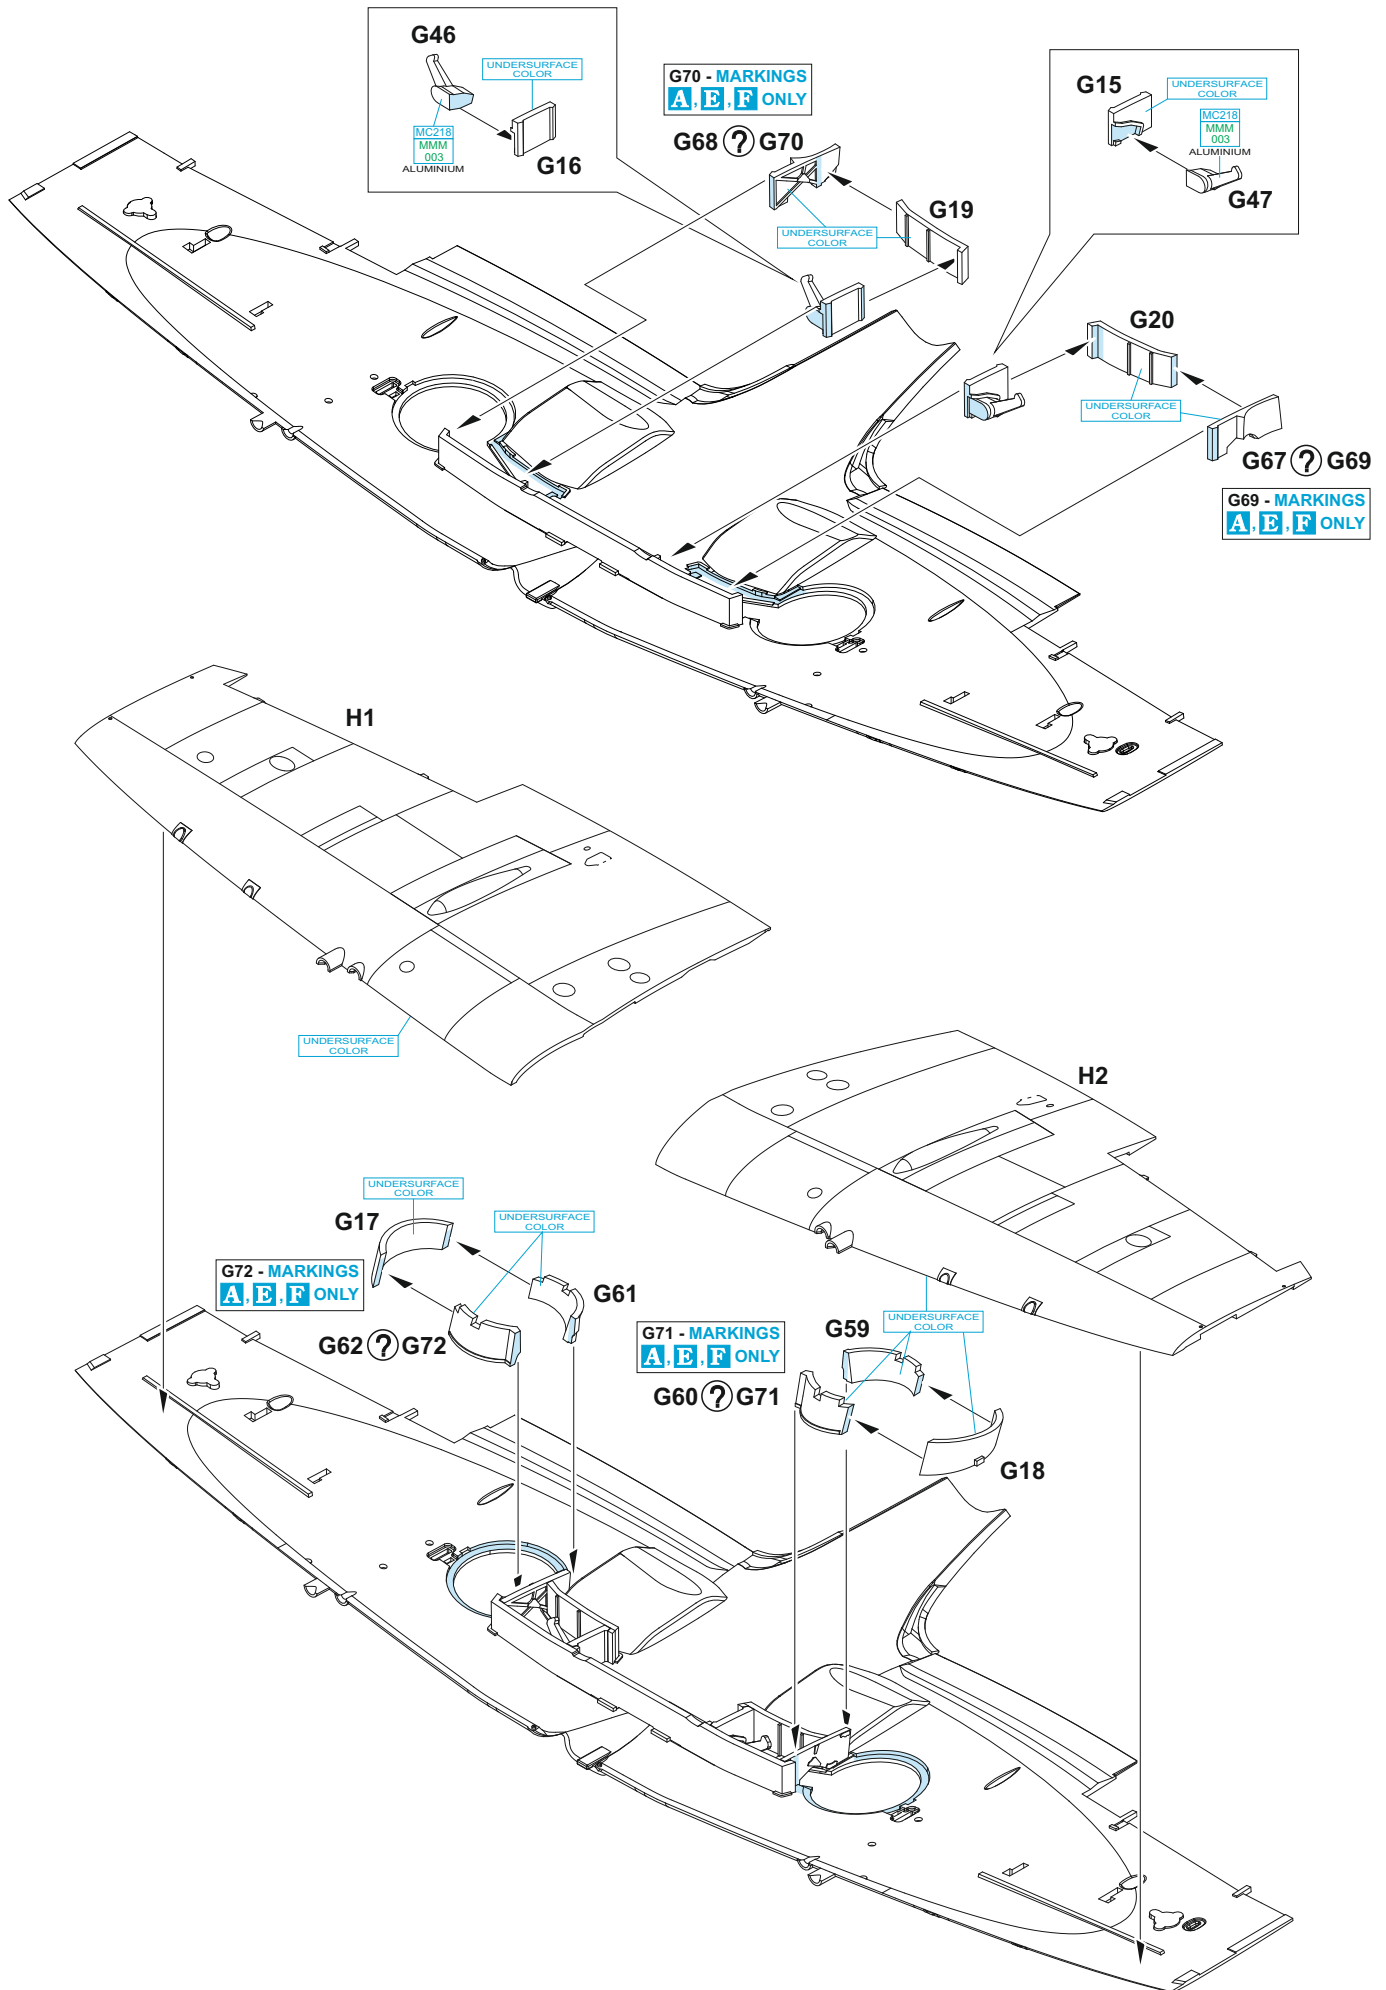 G46
UNDERSURFACE
COLOR
MC218
MMM
003
ALUMINIUM
G16
G70 - MARKINGS
A, E, F ONLY
G68 ? G70
G19
UNDERSURFACE
COLOR
G15
UNDERSURFACE
COLOR
MC218
MMM
003
ALUMINIUM
G47
G20
UNDERSURFACE
COLOR
G67 ? G69
G69 - MARKINGS
A, E, F ONLY
H1
UNDERSURFACE
COLOR
H2
UNDERSURFACE
COLOR
G17
UNDERSURFACE
COLOR
G72 - MARKINGS
A, E, F ONLY
G61
G62 ? G72
G71 - MARKINGS
A, E, F ONLY
G59
UNDERSURFACE
COLOR
G60 ? G71
G18